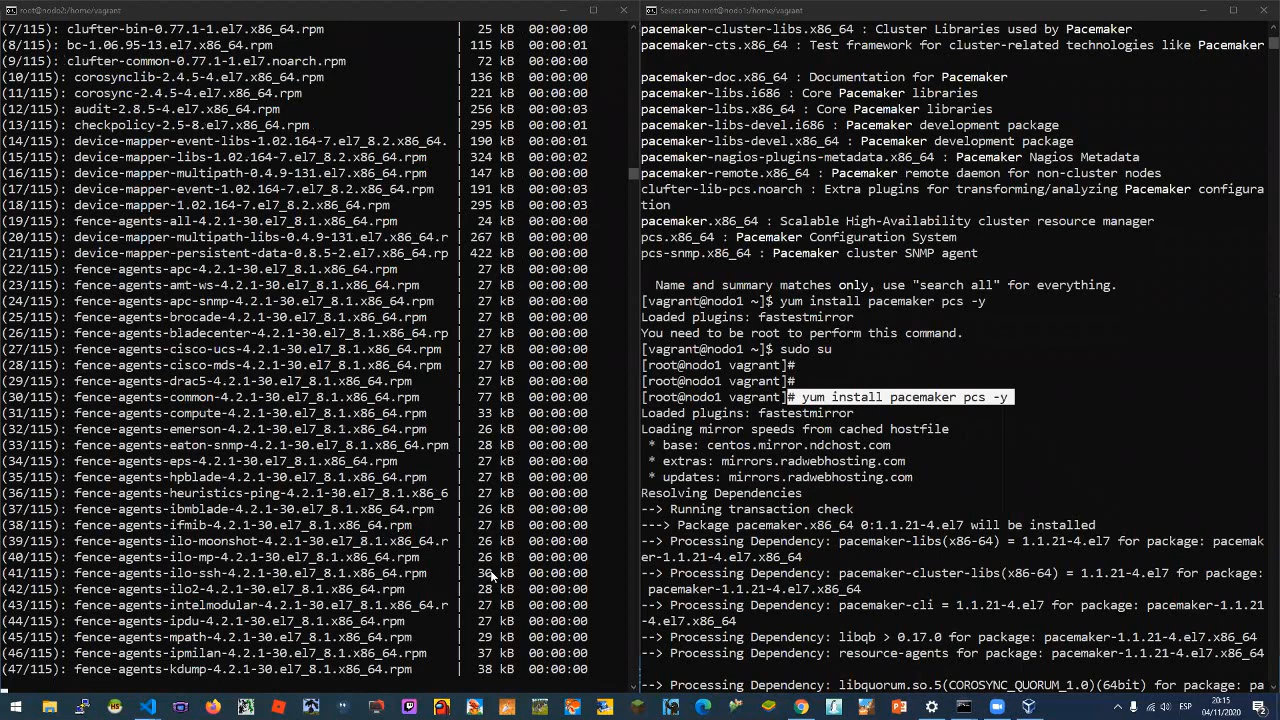 root@nodo2:/home/vagrant
(7/115): clufter-bin-0.77.1-1.el7.x86_64.rpm | 25 kB 00:00:00
(8/115): bc-1.06.95-13.el7.x86_64.rpm | 115 kB 00:00:01
(9/115): clufter-common-0.77.1-1.el7.noarch.rpm | 72 kB 00:00:00
(10/115): corosynclib-2.4.5-4.el7.x86_64.rpm | 136 kB 00:00:00
(11/115): corosync-2.4.5-4.el7.x86_64.rpm | 221 kB 00:00:00
(12/115): audit-2.8.5-4.el7.x86_64.rpm | 256 kB 00:00:03
(13/115): checkpolicy-2.5-8.el7.x86_64.rpm | 295 kB 00:00:01
(14/115): device-mapper-event-libs-1.02.164-7.el7_8.2.x86_64. | 190 kB 00:00:01
(15/115): device-mapper-libs-1.02.164-7.el7_8.2.x86_64.rpm | 324 kB 00:00:02
(16/115): device-mapper-multipath-0.4.9-131.el7.x86_64.rpm | 147 kB 00:00:00
(17/115): device-mapper-event-1.02.164-7.el7_8.2.x86_64.rpm | 191 kB 00:00:03
(18/115): device-mapper-1.02.164-7.el7_8.2.x86_64.rpm | 295 kB 00:00:03
(19/115): fence-agents-all-4.2.1-30.el7_8.1.x86_64.rpm | 24 kB 00:00:00
(20/115): device-mapper-multipath-libs-0.4.9-131.el7.x86_64.r | 267 kB 00:00:00
(21/115): device-mapper-persistent-data-0.8.5-2.el7.x86_64.rp | 422 kB 00:00:00
(22/115): fence-agents-apc-4.2.1-30.el7_8.1.x86_64.rpm | 27 kB 00:00:00
(23/115): fence-agents-amt-ws-4.2.1-30.el7_8.1.x86_64.rpm | 27 kB 00:00:00
(24/115): fence-agents-apc-snmp-4.2.1-30.el7_8.1.x86_64.rpm | 27 kB 00:00:00
(25/115): fence-agents-brocade-4.2.1-30.el7_8.1.x86_64.rpm | 27 kB 00:00:00
(26/115): fence-agents-bladecenter-4.2.1-30.el7_8.1.x86_64.rp | 27 kB 00:00:00
(27/115): fence-agents-cisco-ucs-4.2.1-30.el7_8.1.x86_64.rpm | 27 kB 00:00:00
(28/115): fence-agents-cisco-mds-4.2.1-30.el7_8.1.x86_64.rpm | 27 kB 00:00:00
(29/115): fence-agents-drac5-4.2.1-30.el7_8.1.x86_64.rpm | 27 kB 00:00:00
(30/115): fence-agents-common-4.2.1-30.el7_8.1.x86_64.rpm | 77 kB 00:00:00
(31/115): fence-agents-compute-4.2.1-30.el7_8.1.x86_64.rpm | 33 kB 00:00:00
(32/115): fence-agents-emerson-4.2.1-30.el7_8.1.x86_64.rpm | 27 kB 00:00:00
(33/115): fence-agents-eaton-snmp-4.2.1-30.el7_8.1.x86_64.rpm | 28 kB 00:00:00
(34/115): fence-agents-eps-4.2.1-30.el7_8.1.x86_64.rpm | 27 kB 00:00:00
(35/115): fence-agents-hpblade-4.2.1-30.el7_8.1.x86_64.rpm | 27 kB 00:00:00
(36/115): fence-agents-heuristics-ping-4.2.1-30.el7_8.1.x86_6 | 27 kB 00:00:00
(37/115): fence-agents-ibmblade-4.2.1-30.el7_8.1.x86_64.rpm | 26 kB 00:00:00
(38/115): fence-agents-ifmib-4.2.1-30.el7_8.1.x86_64.rpm | 27 kB 00:00:00
(39/115): fence-agents-ilo-moonshot-4.2.1-30.el7_8.1.x86_64.r | 26 kB 00:00:00
(40/115): fence-agents-ilo-mp-4.2.1-30.el7_8.1.x86_64.rpm | 26 kB 00:00:00
(41/115): fence-agents-ilo-ssh-4.2.1-30.el7_8.1.x86_64.rpm | 30 kB 00:00:00
(42/115): fence-agents-ilo2-4.2.1-30.el7_8.1.x86_64.rpm | 28 kB 00:00:00
(43/115): fence-agents-intelmodular-4.2.1-30.el7_8.1.x86_64.r | 27 kB 00:00:00
(44/115): fence-agents-ipdu-4.2.1-30.el7_8.1.x86_64.rpm | 27 kB 00:00:00
(45/115): fence-agents-mpath-4.2.1-30.el7_8.1.x86_64.rpm | 29 kB 00:00:00
(46/115): fence-agents-ipmilan-4.2.1-30.el7_8.1.x86_64.rpm | 37 kB 00:00:00
(47/115): fence-agents-kdump-4.2.1-30.el7_8.1.x86_64.rpm | 38 kB 00:00:00
Seleccionar root@nodo1:/home/vagrant
pacemaker-cluster-libs.x86_64 : Cluster Libraries used by Pacemaker
pacemaker-cts.x86_64 : Test framework for cluster-related technologies like Pacemaker
pacemaker-doc.x86_64 : Documentation for Pacemaker
pacemaker-libs.i686 : Core Pacemaker libraries
pacemaker-libs.x86_64 : Core Pacemaker libraries
pacemaker-libs-devel.i686 : Pacemaker development package
pacemaker-libs-devel.x86_64 : Pacemaker development package
pacemaker-nagios-plugins-metadata.x86_64 : Pacemaker Nagios Metadata
pacemaker-remote.x86_64 : Pacemaker remote daemon for non-cluster nodes
clufter-lib-pcs.noarch : Extra plugins for transforming/analyzing Pacemaker configura
tion
pacemaker.x86_64 : Scalable High-Availability cluster resource manager
pcs.x86_64 : Pacemaker Configuration System
pcs-snmp.x86_64 : Pacemaker cluster SNMP agent
Name and summary matches only, use "search all" for everything.
[vagrant@nodo1 ~]$ yum install pacemaker pcs -y
Loaded plugins: fastestmirror
You need to be root to perform this command.
[vagrant@nodo1 ~]$ sudo su
[root@nodo1 vagrant]#
[root@nodo1 vagrant]#
[root@nodo1 vagrant]# yum install pacemaker pcs -y
Loaded plugins: fastestmirror
Loading mirror speeds from cached hostfile
* base: centos.mirror.ndchost.com
* extras: mirrors.radwebhosting.com
* updates: mirrors.radwebhosting.com
Resolving Dependencies
--> Running transaction check
---> Package pacemaker.x86_64 0:1.1.21-4.el7 will be installed
--> Processing Dependency: pacemaker-libs(x86-64) = 1.1.21-4.el7 for package: pacemak
er-1.1.21-4.el7.x86_64
--> Processing Dependency: pacemaker-cluster-libs(x86-64) = 1.1.21-4.el7 for package:
pacemaker-1.1.21-4.el7.x86_64
--> Processing Dependency: pacemaker-cli = 1.1.21-4.el7 for package: pacemaker-1.1.21
-4.el7.x86_64
--> Processing Dependency: libqb > 0.17.0 for package: pacemaker-1.1.21-4.el7.x86_64
--> Processing Dependency: resource-agents for package: pacemaker-1.1.21-4.el7.x86_64
--> Processing Dependency: libquorum.so.5(COROSYNC_QUORUM_1.0)(64bit) for package: pa
ESP
20:15
04/11/2020